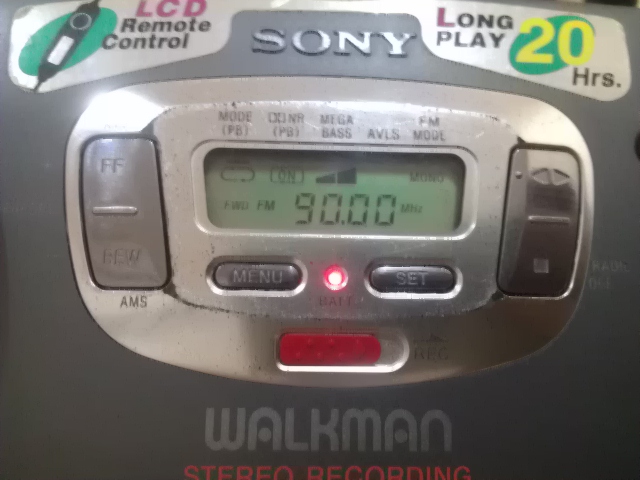 LCD
Remote
Control
SONY
LONG
PLAY 20
Hrs.
MODE
(PB)
NR
(PB)
MEGA
BASS
AVLS
FM
MODE
FF
REW
AMS
ON
MONO
FWD FM 90.00 MHz
MENU
BATT
SET
REC
WALKMAN
STEREO RECORDING